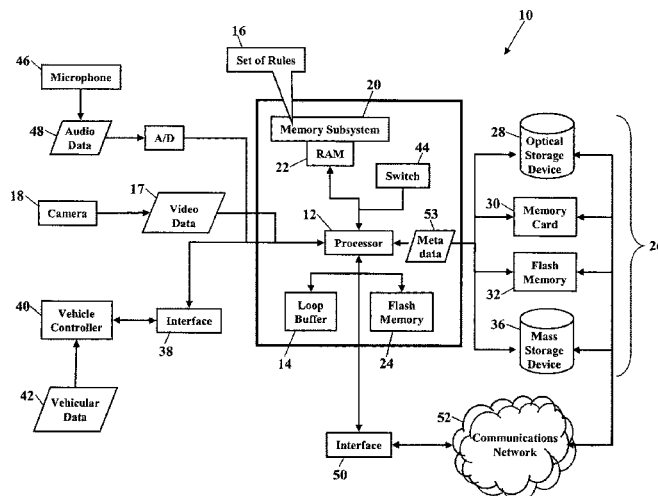 10
16
Set of Rules
46
Microphone
20
Memory Subsystem
22
RAM
44
Switch
48
Audio
Data
A/D
28
Optical
Storage
Device
18
Camera
17
Video
Data
12
Processor
53
Meta
data
30
Memory
Card
26
Flash
Memory
32
40
Vehicle
Controller
Interface
38
Loop
Buffer
14
Flash
Memory
24
36
Mass
Storage
Device
42
Vehicular
Data
52
Communications
Network
Interface
50